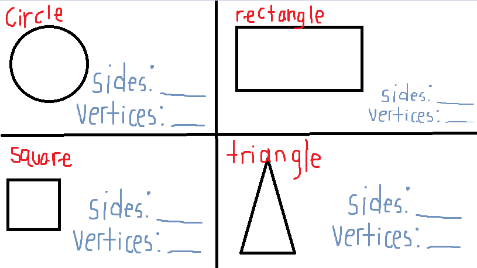 Circle
sides: ___
vertices: ___
rectangle
sides: ___
vertices: ___
square
sides: ___
vertices: ___
triangle
sides: ___
vertices: ___